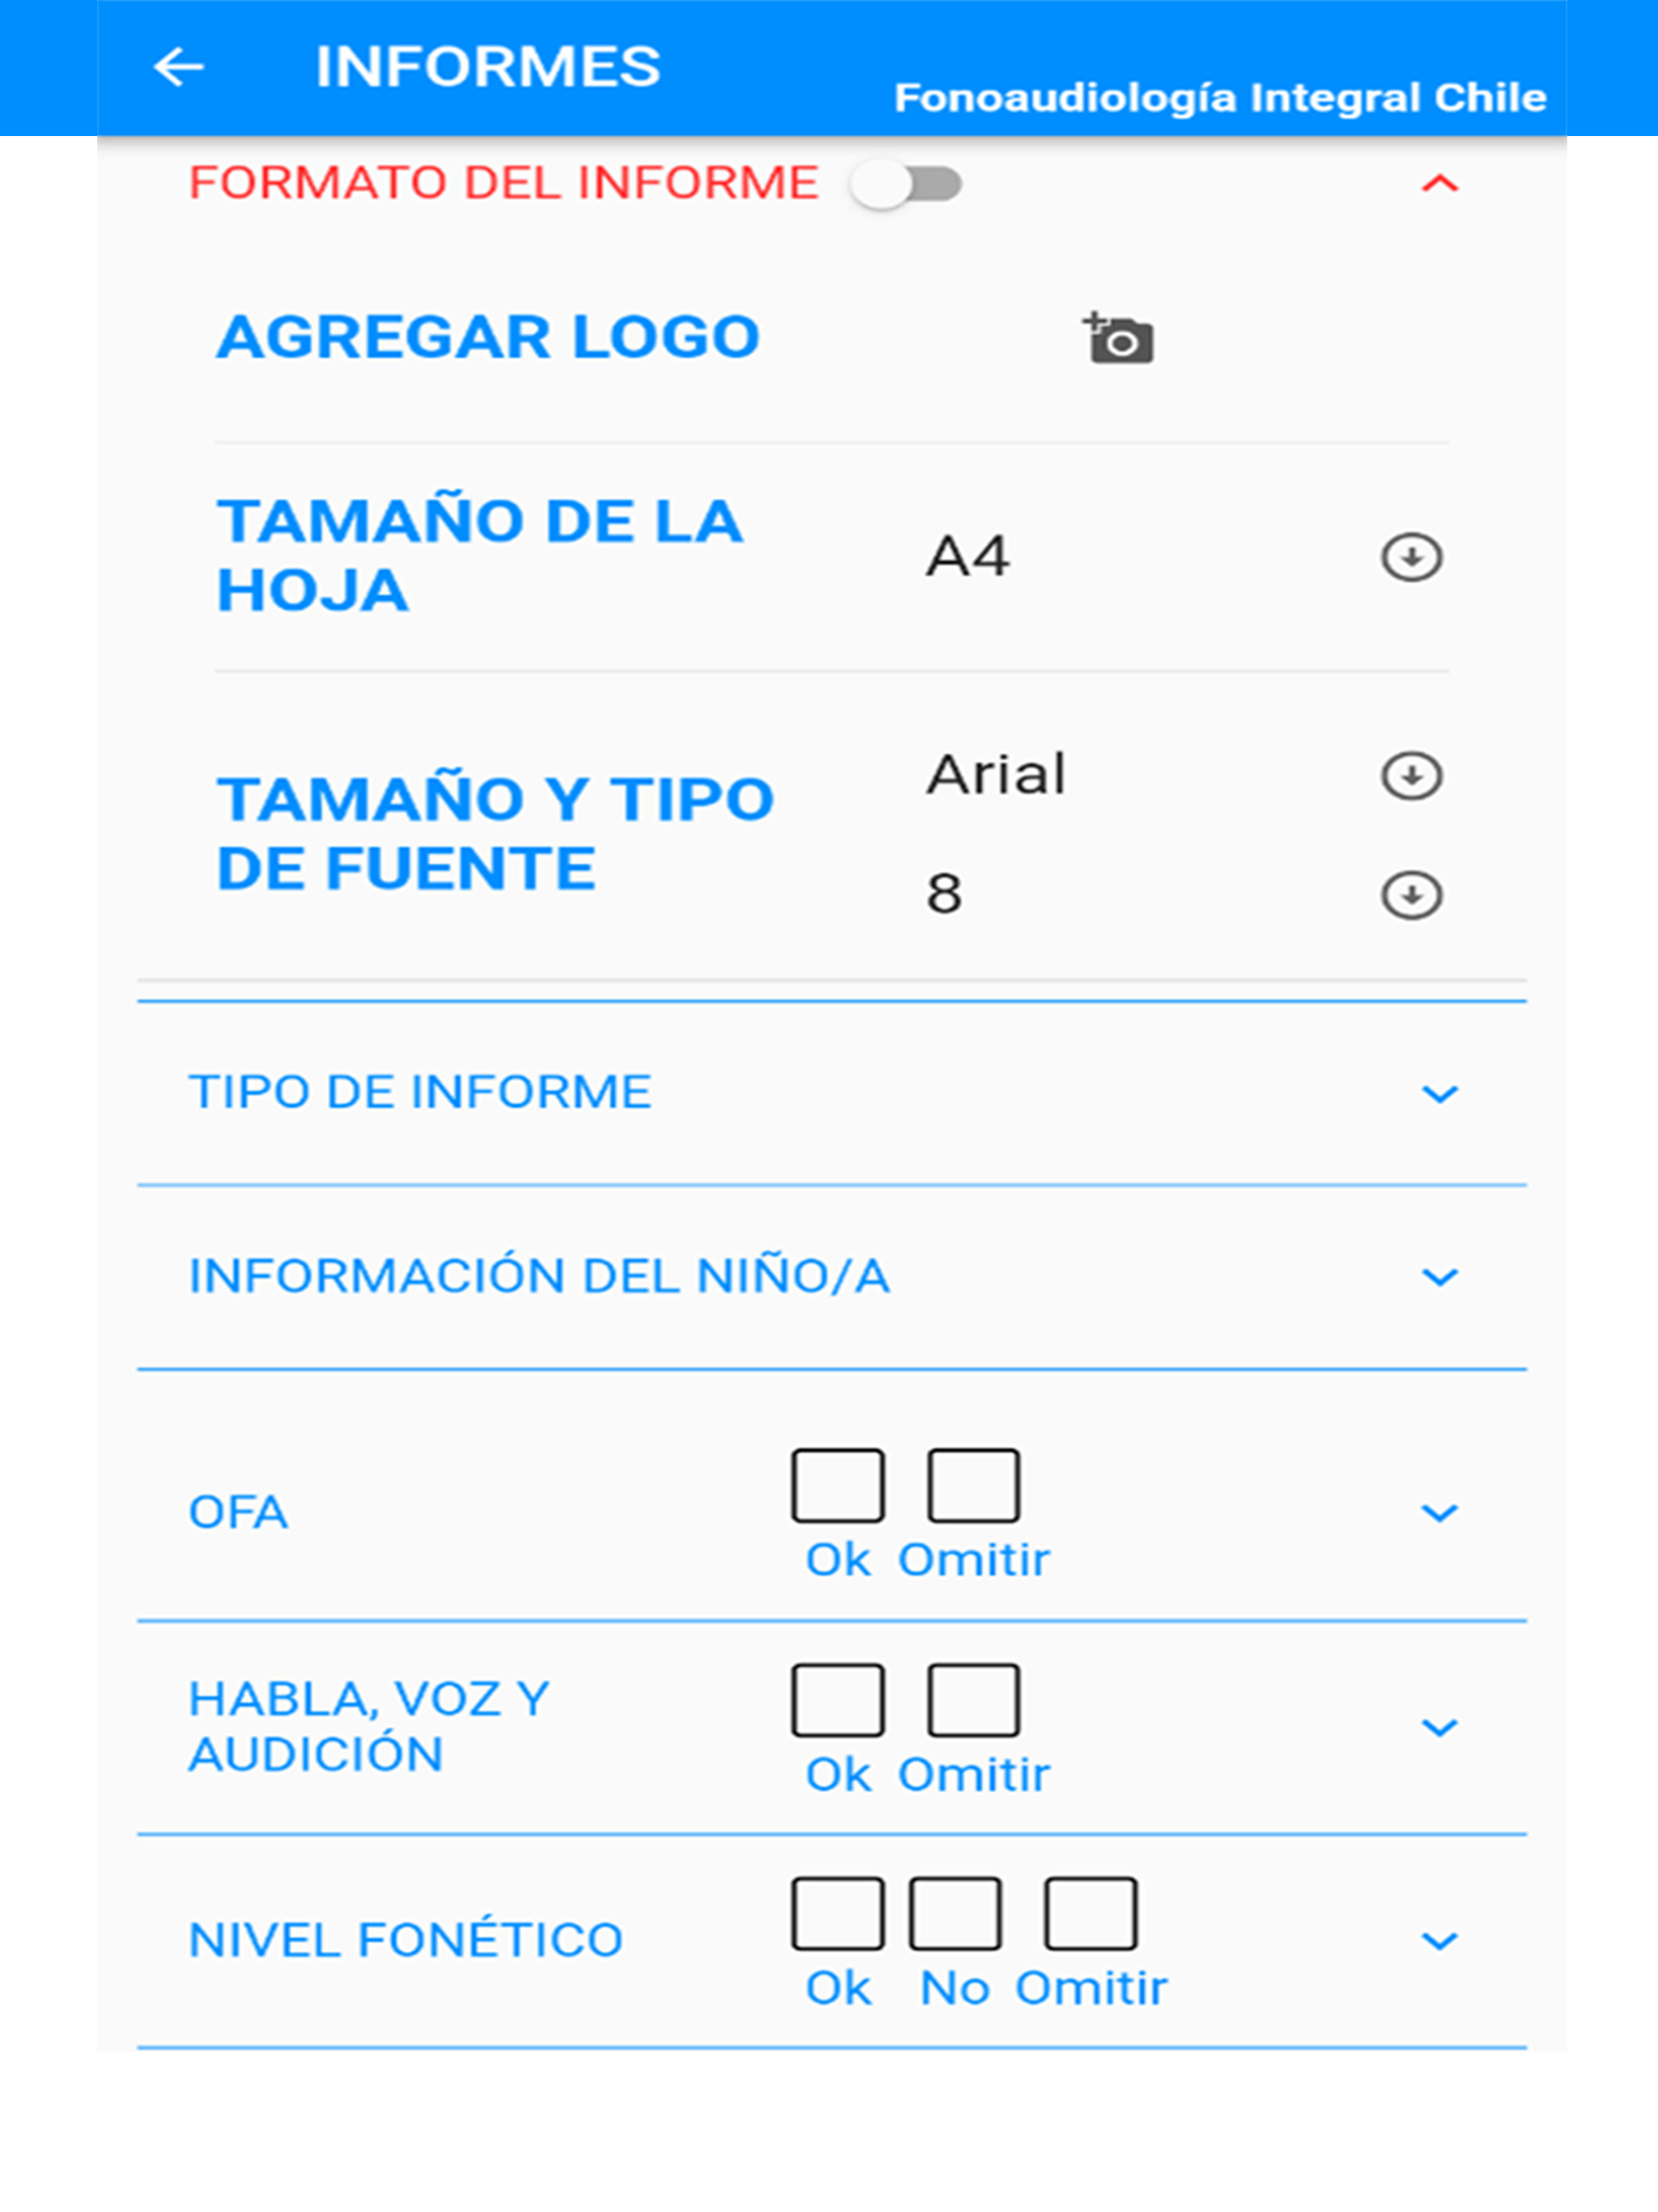 INFORMES
Fonoaudiología Integral Chile
FORMATO DEL INFORME
AGREGAR LOGO
TAMAÑO DE LA
HOJA
A4
TAMAÑO Y TIPO
DE FUENTE
Arial
8
TIPO DE INFORME
INFORMACIÓN DEL NIÑO/A
OFA
Ok Omitir
HABLA, VOZ Y
AUDICIÓN
Ok Omitir
NIVEL FONÉTICO
Ok No Omitir